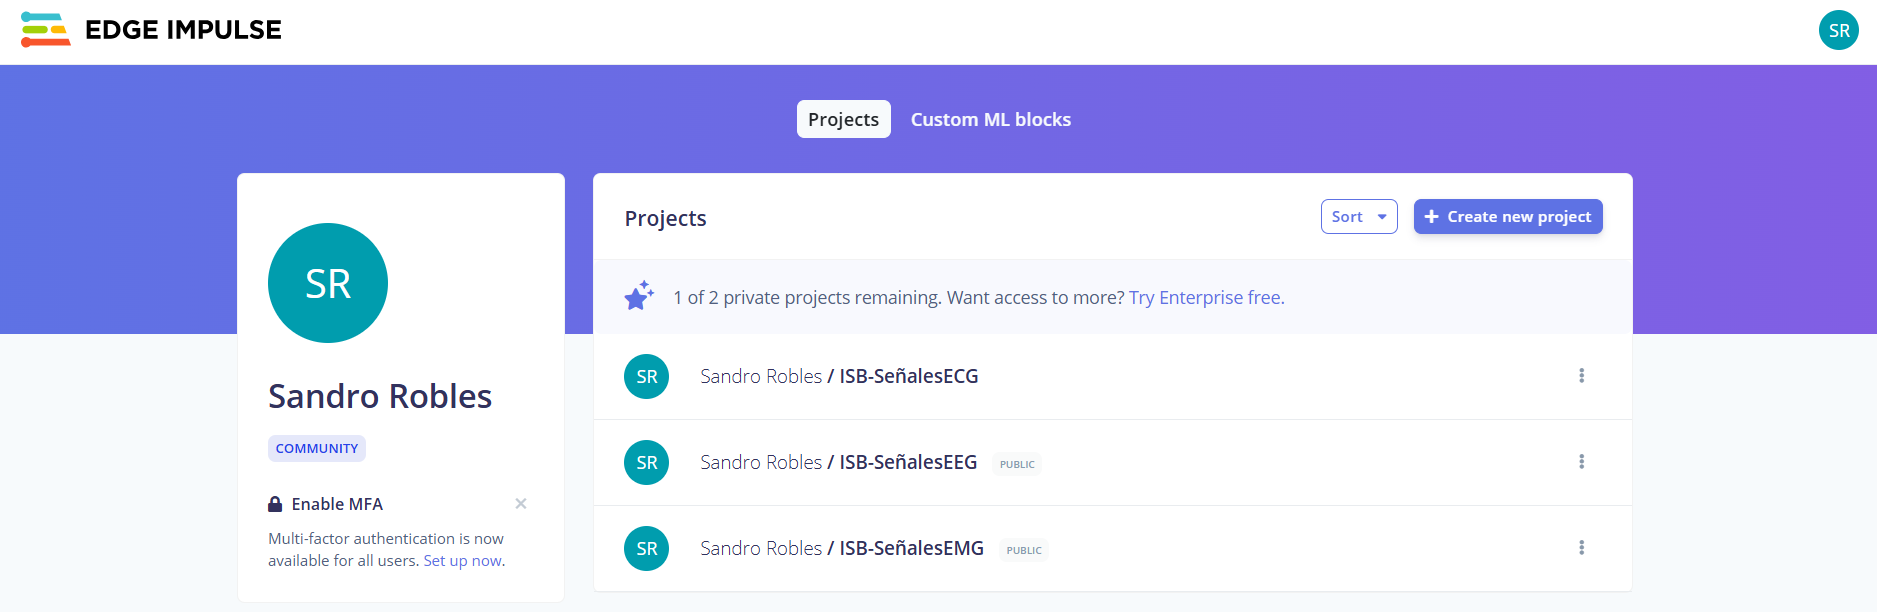 EDGE IMPULSE
SR
Projects
Custom ML blocks
SR
Sandro Robles
COMMUNITY
Enable MFA
Multi-factor authentication is now
available for all users. Set up now.
Projects
Sort
Create new project
1 of 2 private projects remaining. Want access to more? Try Enterprise free.
SR Sandro Robles / ISB-SeñalesECG
SR Sandro Robles / ISB-SeñalesEEG PUBLIC
SR Sandro Robles / ISB-SeñalesEMG PUBLIC